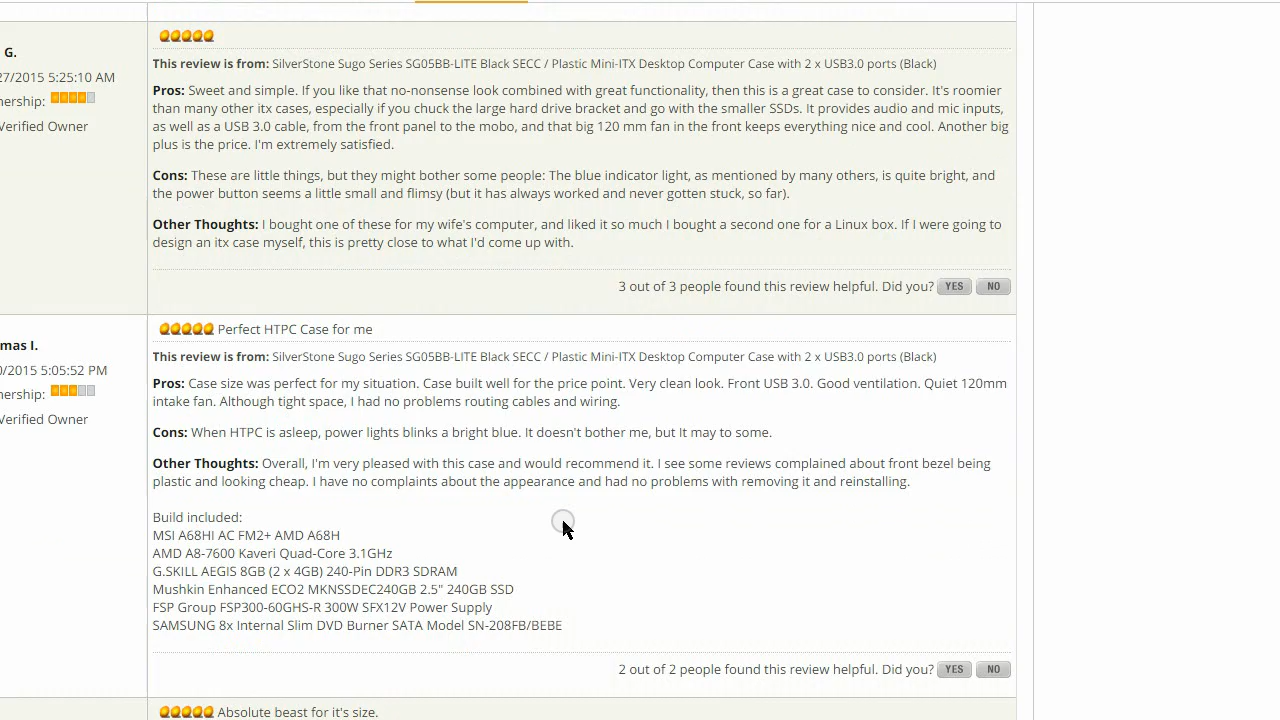 G.
27/2015 5:25:10 AM
nership:
Verified Owner
This review is from: SilverStone Sugo Series SG05BB-LITE Black SECC / Plastic Mini-ITX Desktop Computer Case with 2 x USB3.0 ports (Black)
Pros: Sweet and simple. If you like that no-nonsense look combined with great functionality, then this is a great case to consider. It's roomier
than many other itx cases, especially if you chuck the large hard drive bracket and go with the smaller SSDs. It provides audio and mic inputs,
as well as a USB 3.0 cable, from the front panel to the mobo, and that big 120 mm fan in the front keeps everything nice and cool. Another big
plus is the price. I'm extremely satisfied.
Cons: These are little things, but they might bother some people: The blue indicator light, as mentioned by many others, is quite bright, and
the power button seems a little small and flimsy (but it has always worked and never gotten stuck, so far).
Other Thoughts: I bought one of these for my wife's computer, and liked it so much I bought a second one for a Linux box. If I were going to
design an itx case myself, this is pretty close to what I'd come up with.
3 out of 3 people found this review helpful. Did you? YES NO
mas I.
0/2015 5:05:52 PM
nership:
Verified Owner
Perfect HTPC Case for me
This review is from: SilverStone Sugo Series SG05BB-LITE Black SECC / Plastic Mini-ITX Desktop Computer Case with 2 x USB3.0 ports (Black)
Pros: Case size was perfect for my situation. Case built well for the price point. Very clean look. Front USB 3.0. Good ventilation. Quiet 120mm
intake fan. Although tight space, I had no problems routing cables and wiring.
Cons: When HTPC is asleep, power lights blinks a bright blue. It doesn't bother me, but It may to some.
Other Thoughts: Overall, I'm very pleased with this case and would recommend it. I see some reviews complained about front bezel being
plastic and looking cheap. I have no complaints about the appearance and had no problems with removing it and reinstalling.
Build included:
MSI A68HI AC FM2+ AMD A68H
AMD A8-7600 Kaveri Quad-Core 3.1GHz
G.SKILL AEGIS 8GB (2 x 4GB) 240-Pin DDR3 SDRAM
Mushkin Enhanced ECO2 MKNSSDEC240GB 2.5" 240GB SSD
FSP Group FSP300-60GHS-R 300W SFX12V Power Supply
SAMSUNG 8x Internal Slim DVD Burner SATA Model SN-208FB/BEBE
2 out of 2 people found this review helpful. Did you? YES NO
Absolute beast for it's size.